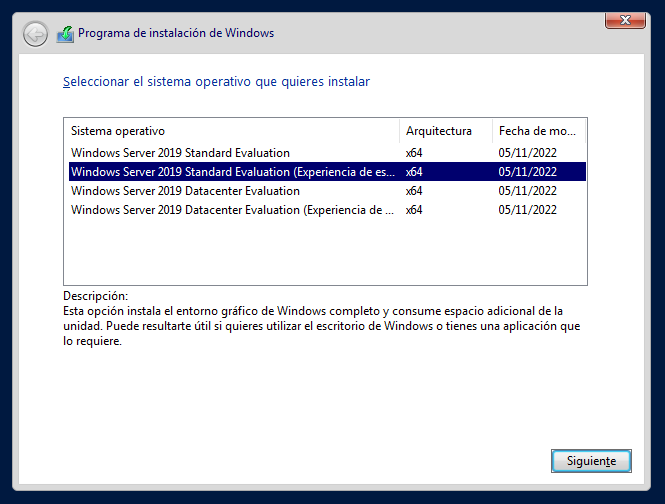 Programa de instalación de Windows
Seleccionar el sistema operativo que quieres instalar
Sistema operativo Arquitectura Fecha de mo...
Windows Server 2019 Standard Evaluation x64 05/11/2022
Windows Server 2019 Standard Evaluation (Experiencia de es... x64 05/11/2022
Windows Server 2019 Datacenter Evaluation x64 05/11/2022
Windows Server 2019 Datacenter Evaluation (Experiencia de ... x64 05/11/2022
Descripción:
Esta opción instala el entorno gráfico de Windows completo y consume espacio adicional de la
unidad. Puede resultarte útil si quieres utilizar el escritorio de Windows o tienes una aplicación que
lo requiere.
Siguiente